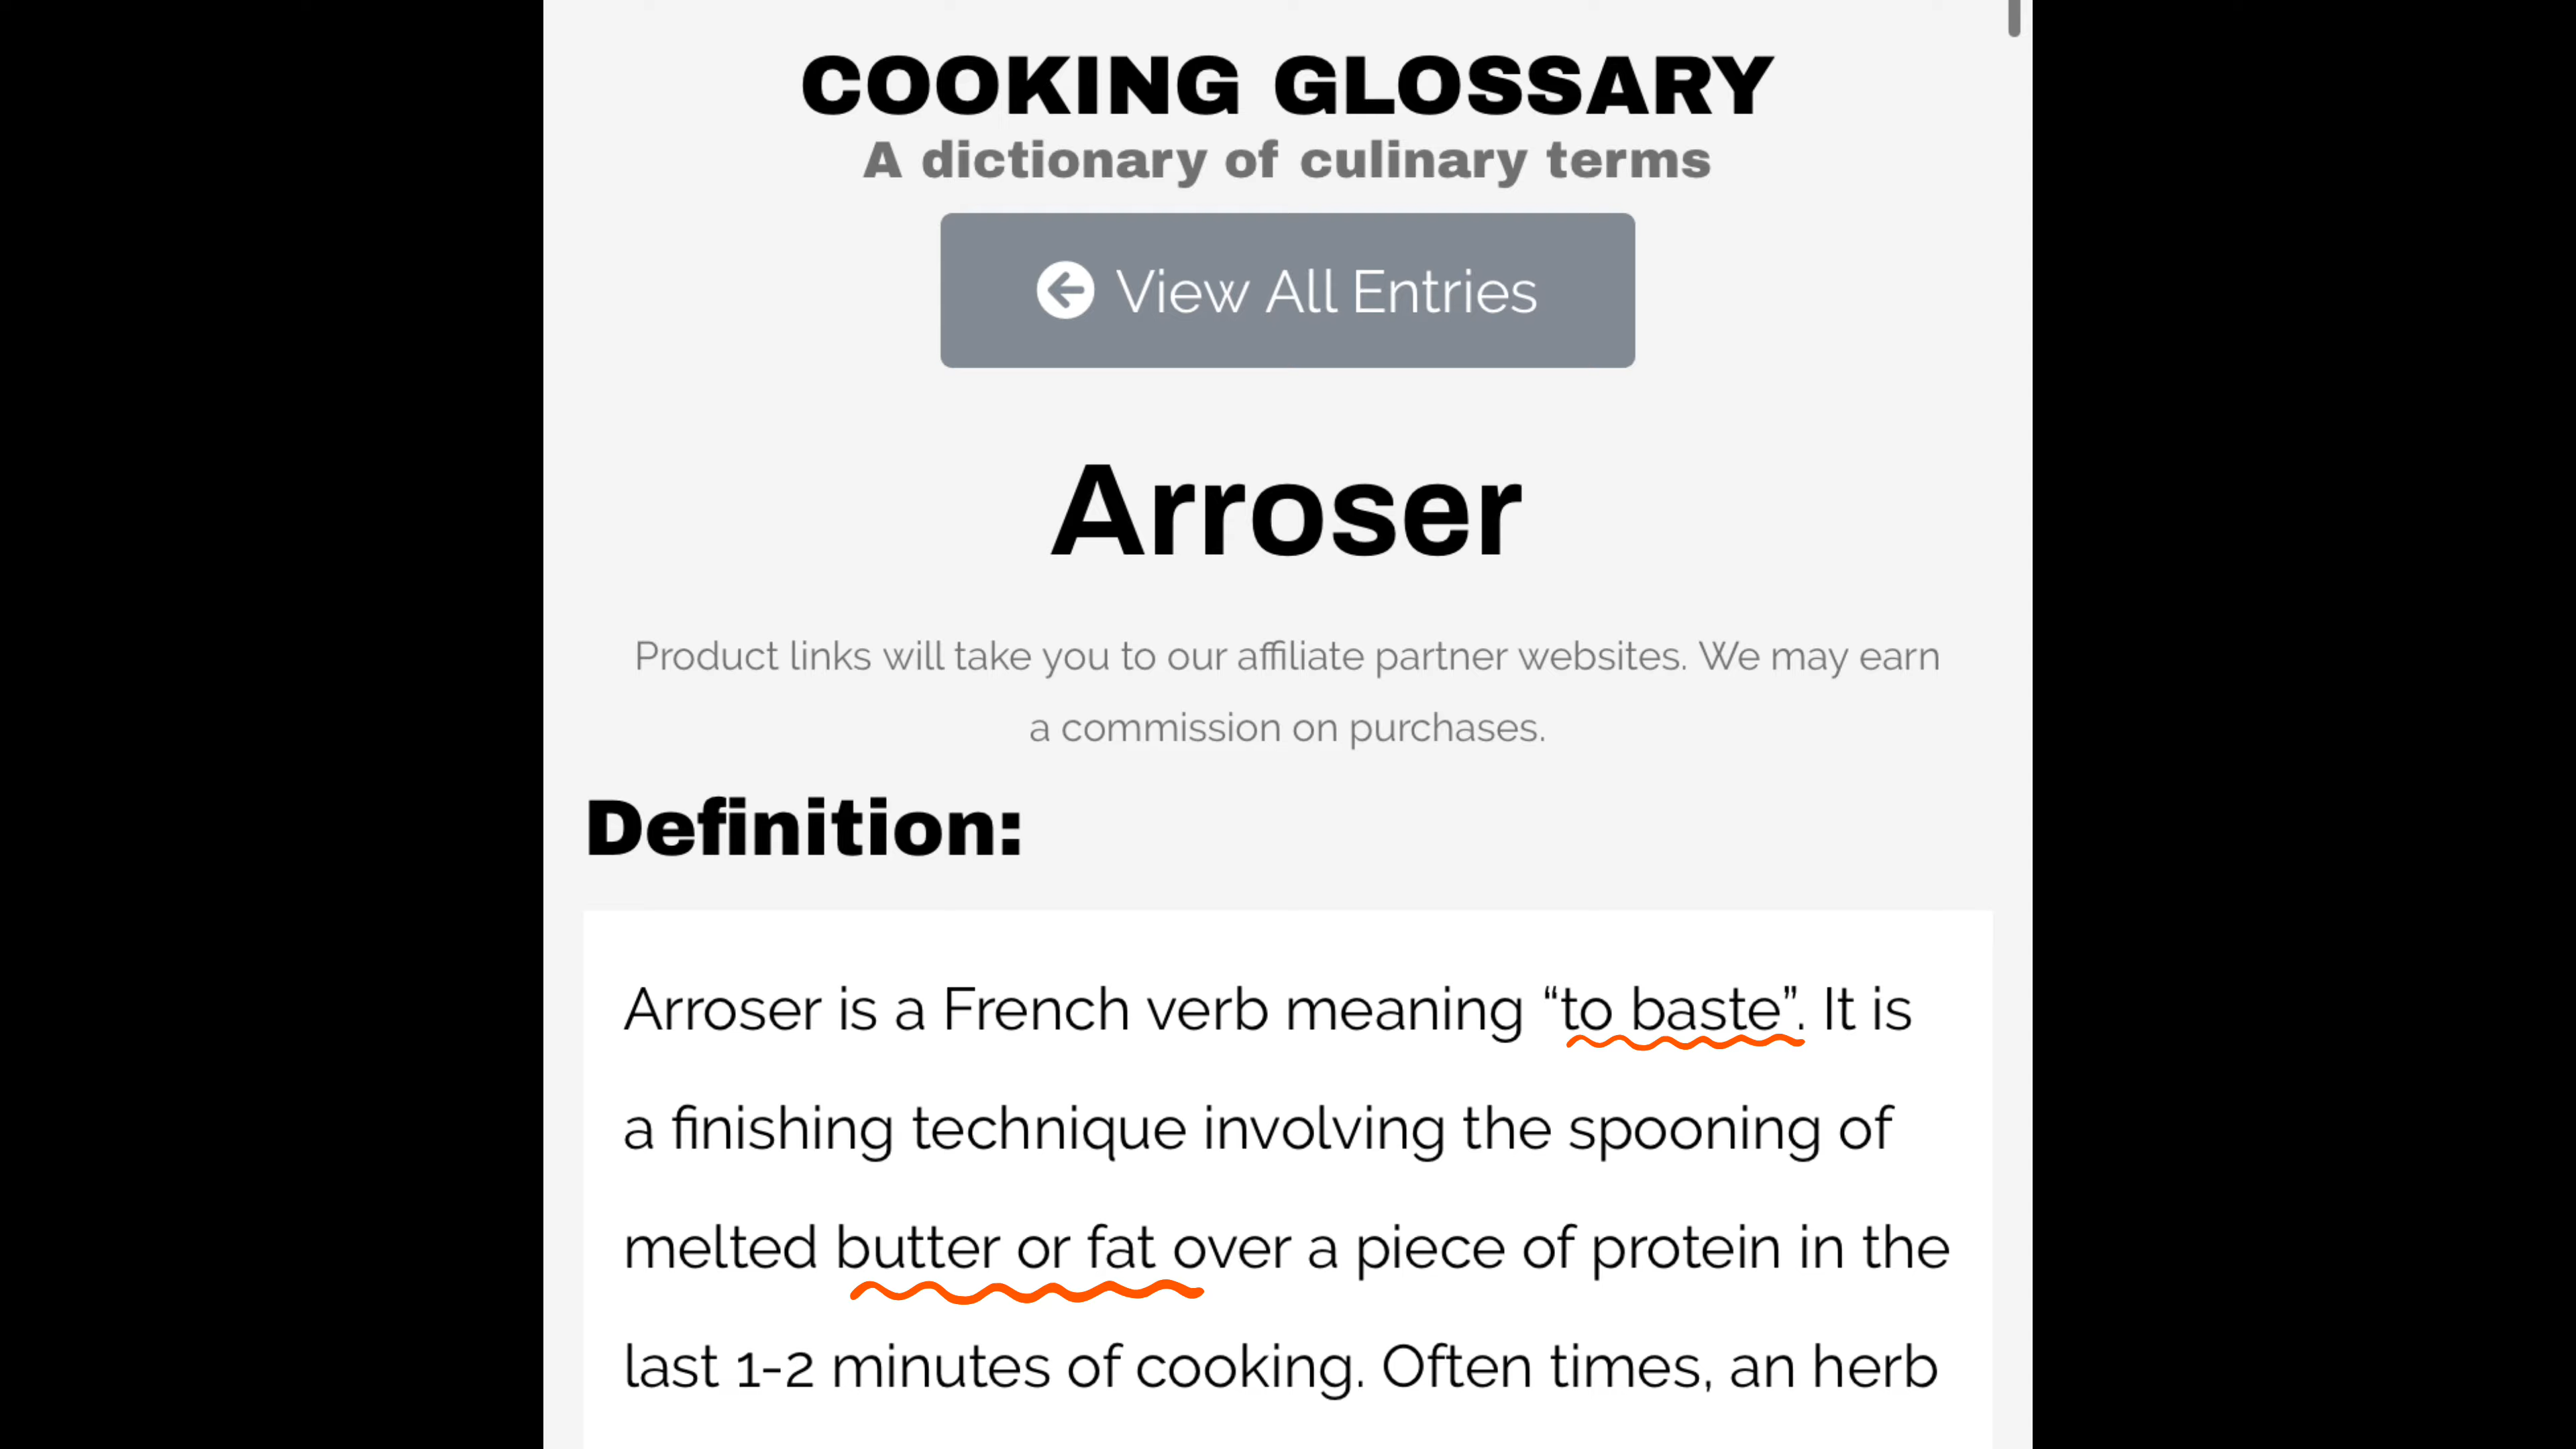 COOKING GLOSSARY
A dictionary of culinary terms
View All Entries
Arroser
Product links will take you to our affiliate partner websites. We may earn
a commission on purchases.
Definition:
Arroser is a French verb meaning “to baste”. It is
a finishing technique involving the spooning of
melted butter or fat over a piece of protein in the
last 1-2 minutes of cooking. Often times, an herb